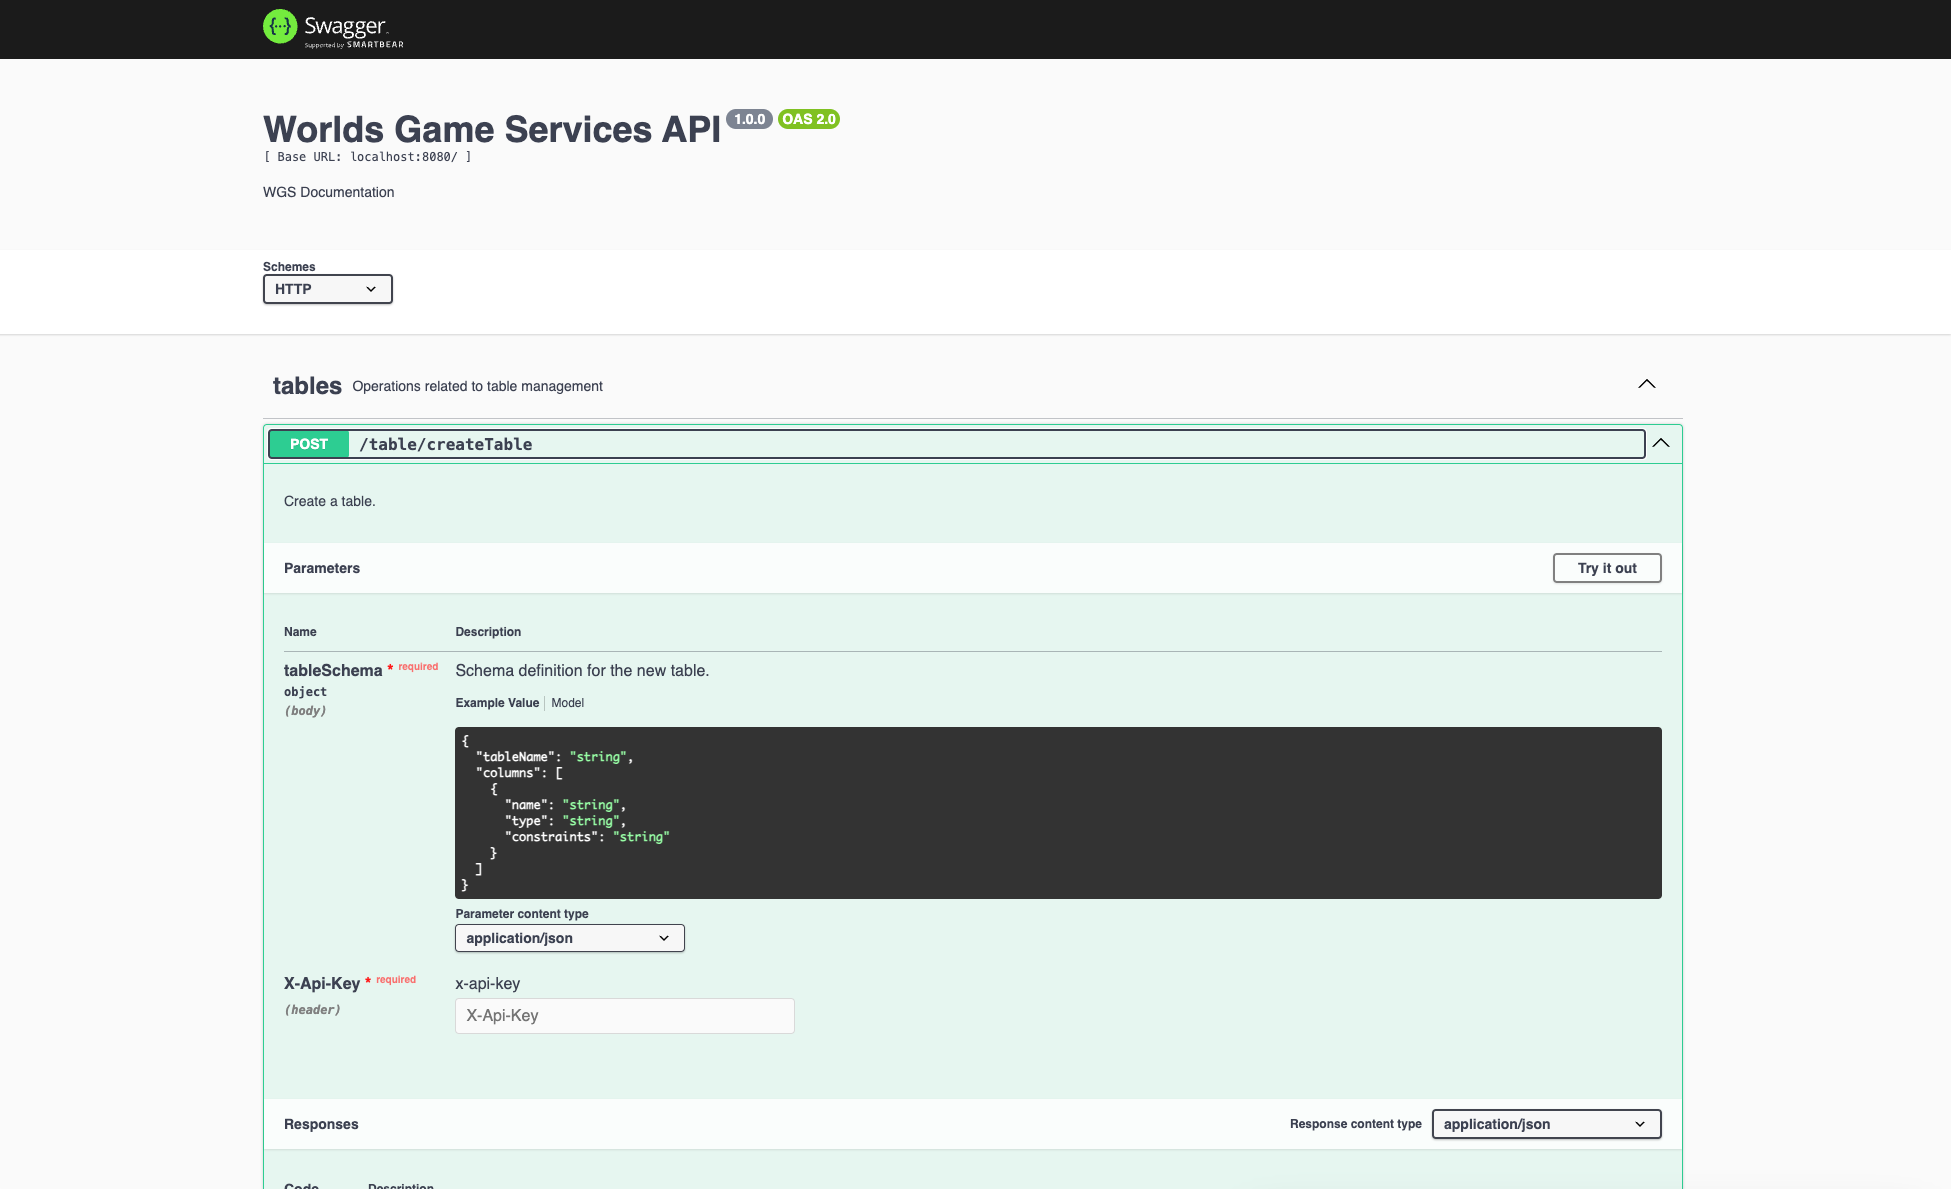 Swagger
Supported by SMARTBEAR
Worlds Game Services API 1.0.0 OAS 2.0
[ Base URL: localhost:8080/ ]
WGS Documentation
Schemes
HTTP
tables Operations related to table management
POST /table/createTable
Create a table.
Parameters Try it out
Name Description
tableSchema * required Schema definition for the new table.
object
(body)
Example Value Model
{
"tableName": "string",
"columns": [
{
"name": "string",
"type": "string",
"constraints": "string"
}
]
}
Parameter content type
application/json
X-Api-Key * required x-api-key
(header)
X-Api-Key
Responses Response content type application/json
Code Description